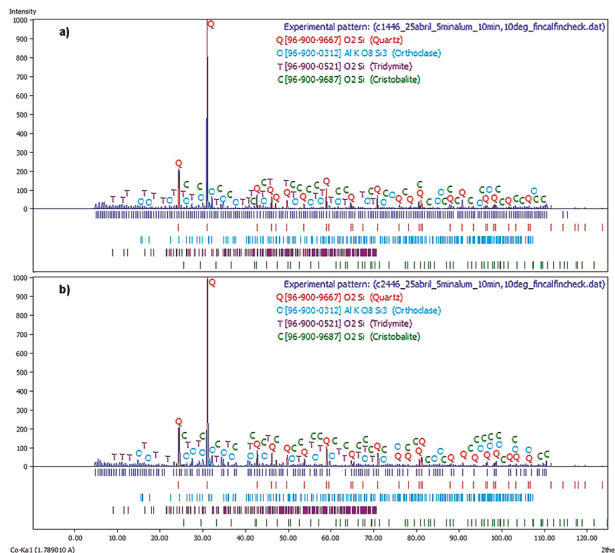 Intensity
a)
Experimental pattern: (c1446_25abril_5minalum_10min,10deg_fincalfincheck.dat)
Q [96-900-9667] O2 Si (Quartz)
O [96-900-0312] Al K O8 Si3 (Orthoclase)
T [96-900-0521] O2 Si (Tridymite)
C [96-900-9687] O2 Si (Cristobalite)
1000
900
800
700
600
500
400
300
200
100
0
b)
Experimental pattern: (c2446_25abril_5minalum_10min,10deg_fincalfincheck.dat)
Q [96-900-9667] O2 Si (Quartz)
O [96-900-0312] Al K O8 Si3 (Orthoclase)
T [96-900-0521] O2 Si (Tridymite)
C [96-900-9687] O2 Si (Cristobalite)
1000
900
800
700
600
500
400
300
200
100
0
0.00 10.00 20.00 30.00 40.00 50.00 60.00 70.00 80.00 90.00 100.00 110.00 120.00
Co-Ka1 (1.789010 A) 2the